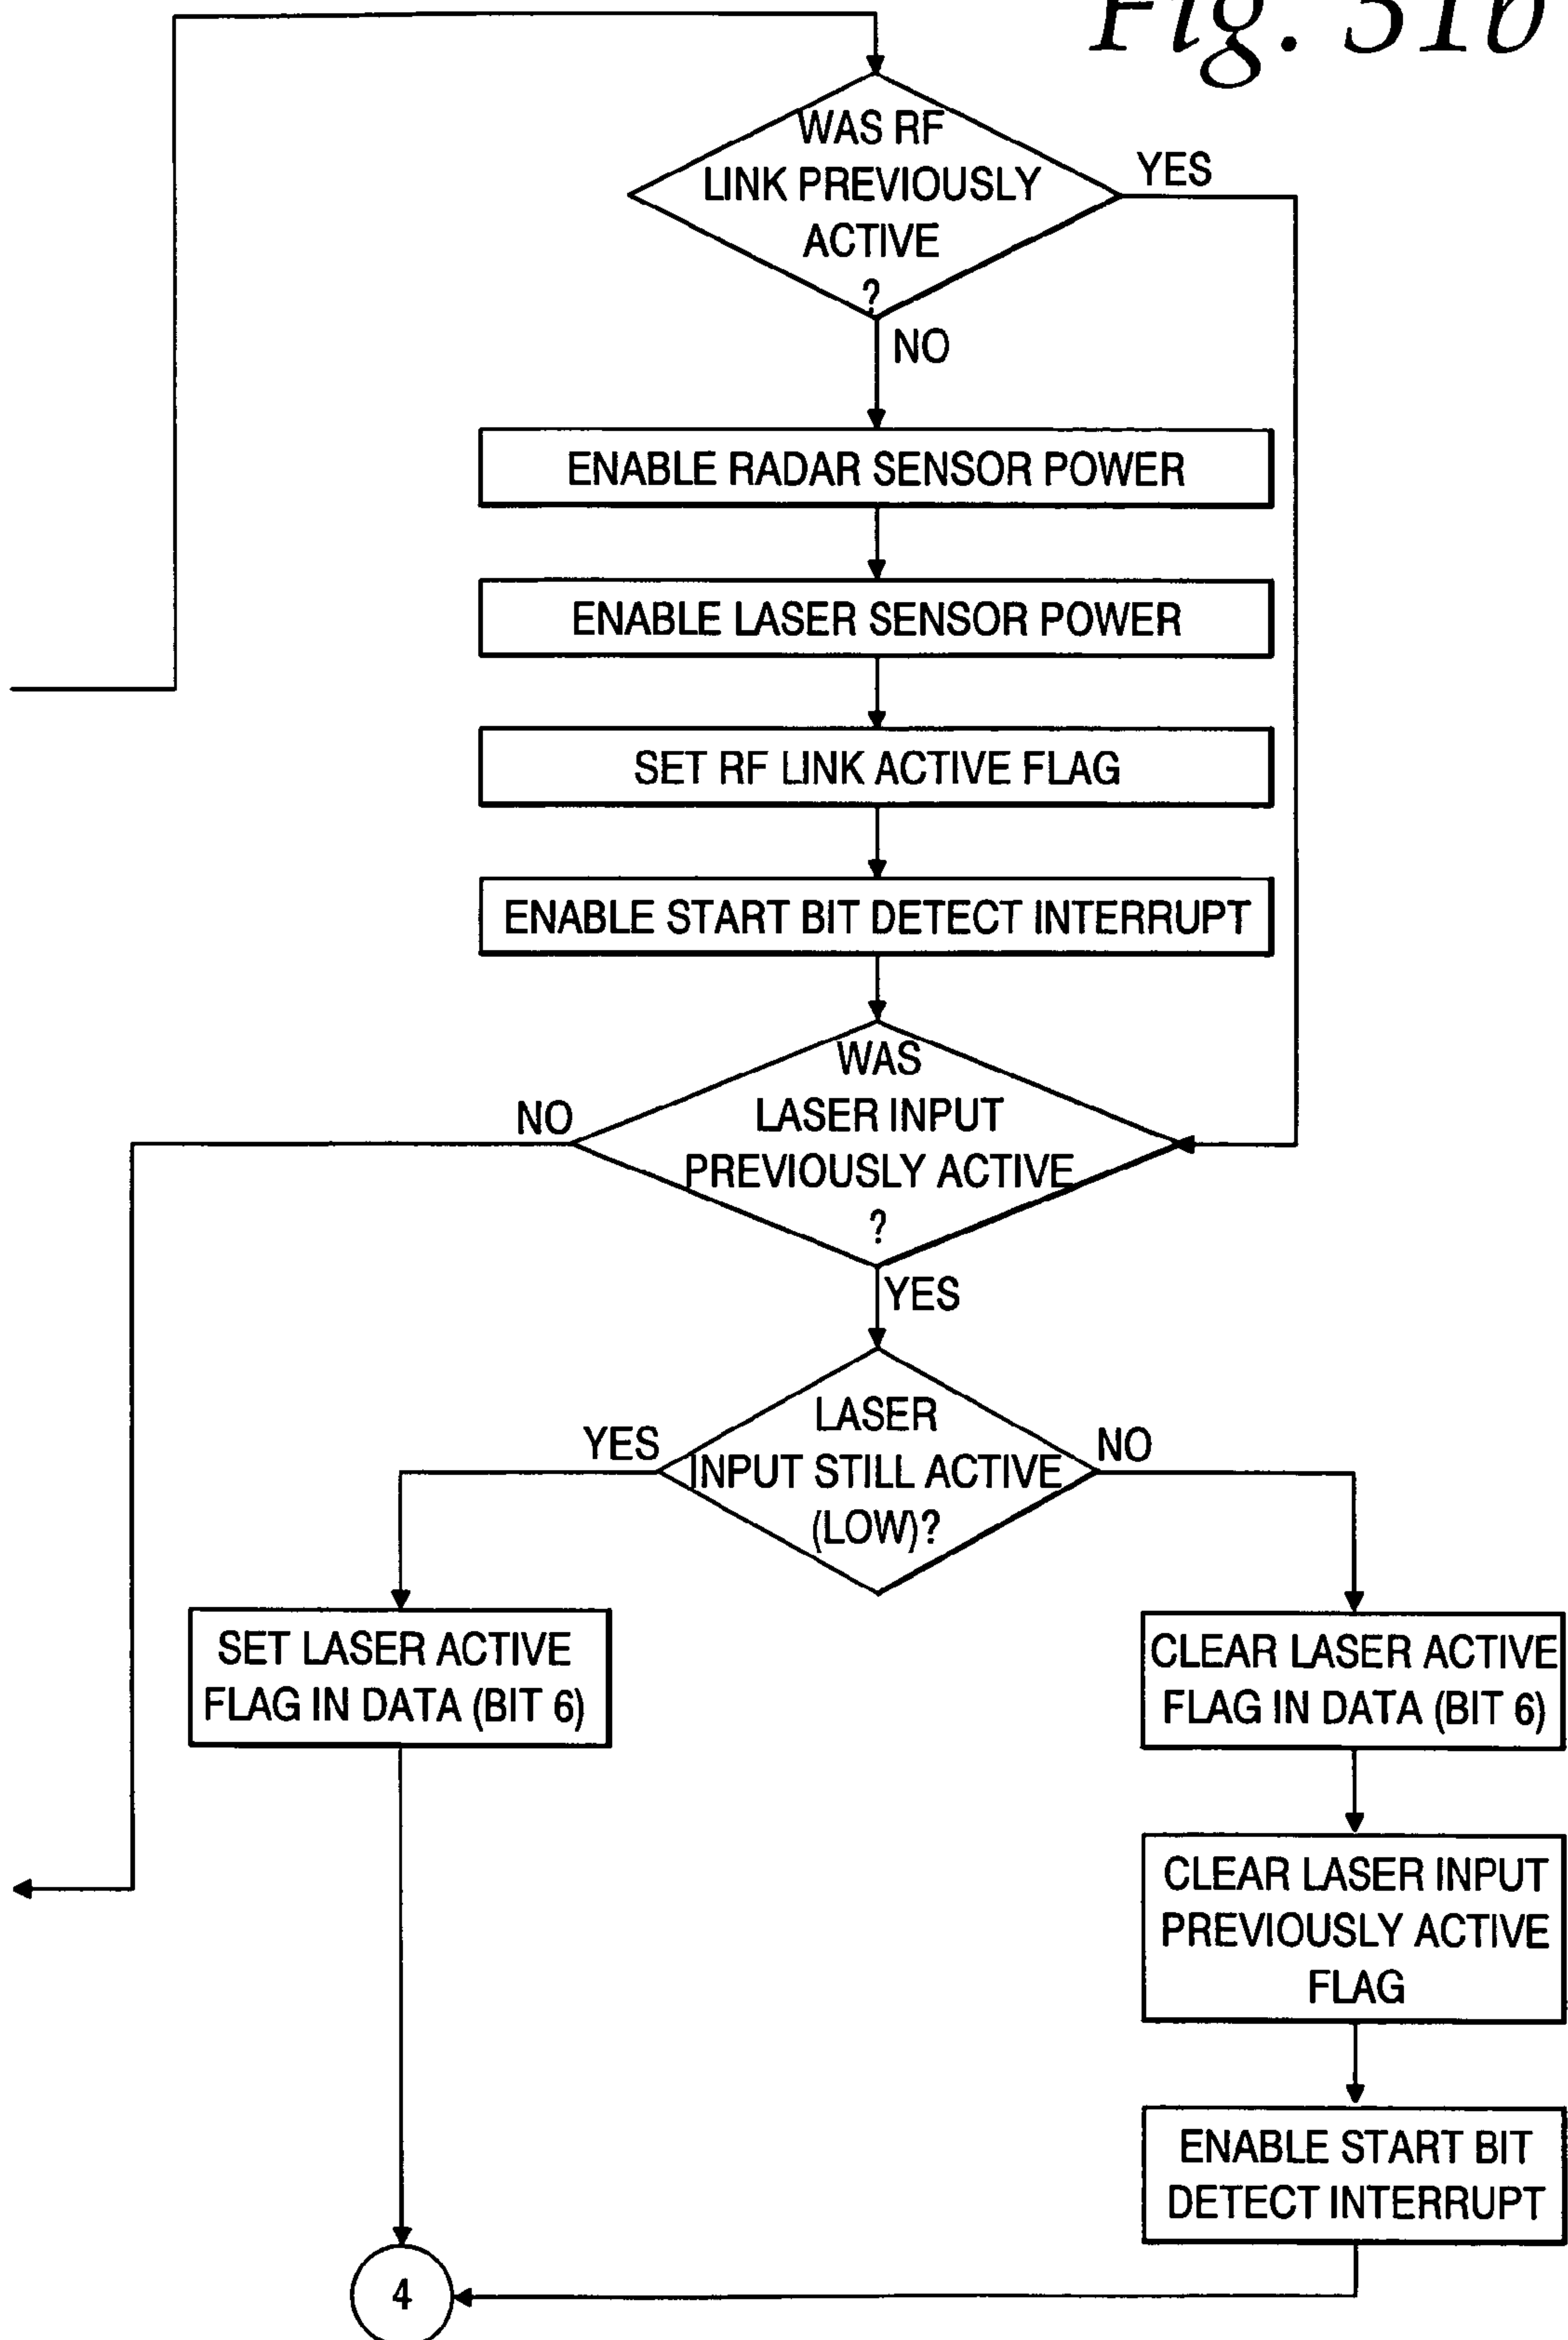 Fig. 31b
WAS RF
LINK PREVIOUSLY
ACTIVE
?
YES
NO
ENABLE RADAR SENSOR POWER
ENABLE LASER SENSOR POWER
SET RF LINK ACTIVE FLAG
ENABLE START BIT DETECT INTERRUPT
WAS
LASER INPUT
PREVIOUSLY ACTIVE
?
NO
YES
LASER
INPUT STILL ACTIVE
(LOW)?
YES
NO
SET LASER ACTIVE
FLAG IN DATA (BIT 6)
CLEAR LASER ACTIVE
FLAG IN DATA (BIT 6)
CLEAR LASER INPUT
PREVIOUSLY ACTIVE
FLAG
ENABLE START BIT
DETECT INTERRUPT
4